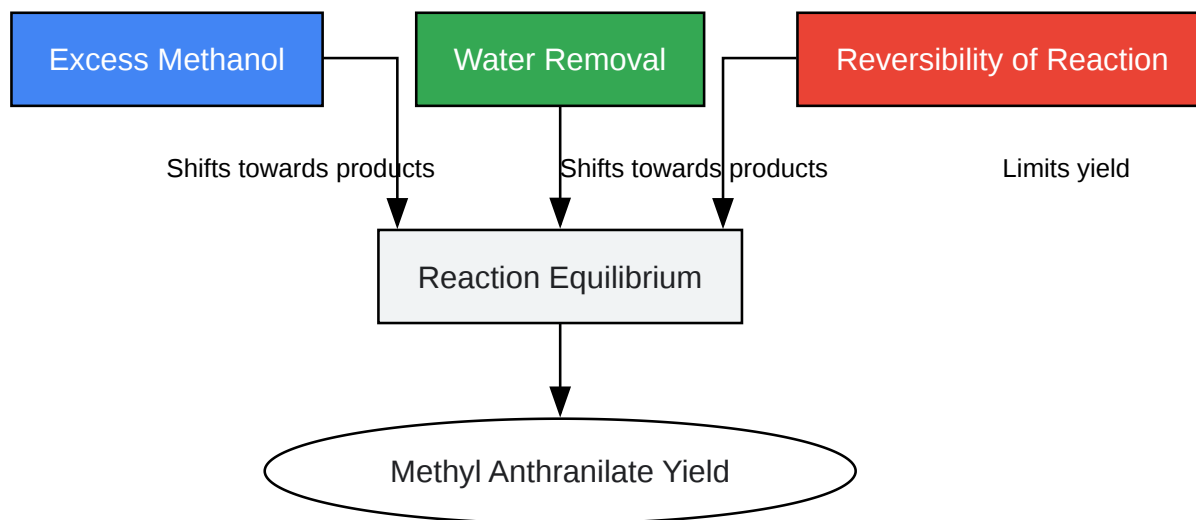 Excess Methanol
Water Removal
Reversibility of Reaction
Shifts towards products
Shifts towards products
Limits yield
Reaction Equilibrium
Methyl Anthranilate Yield